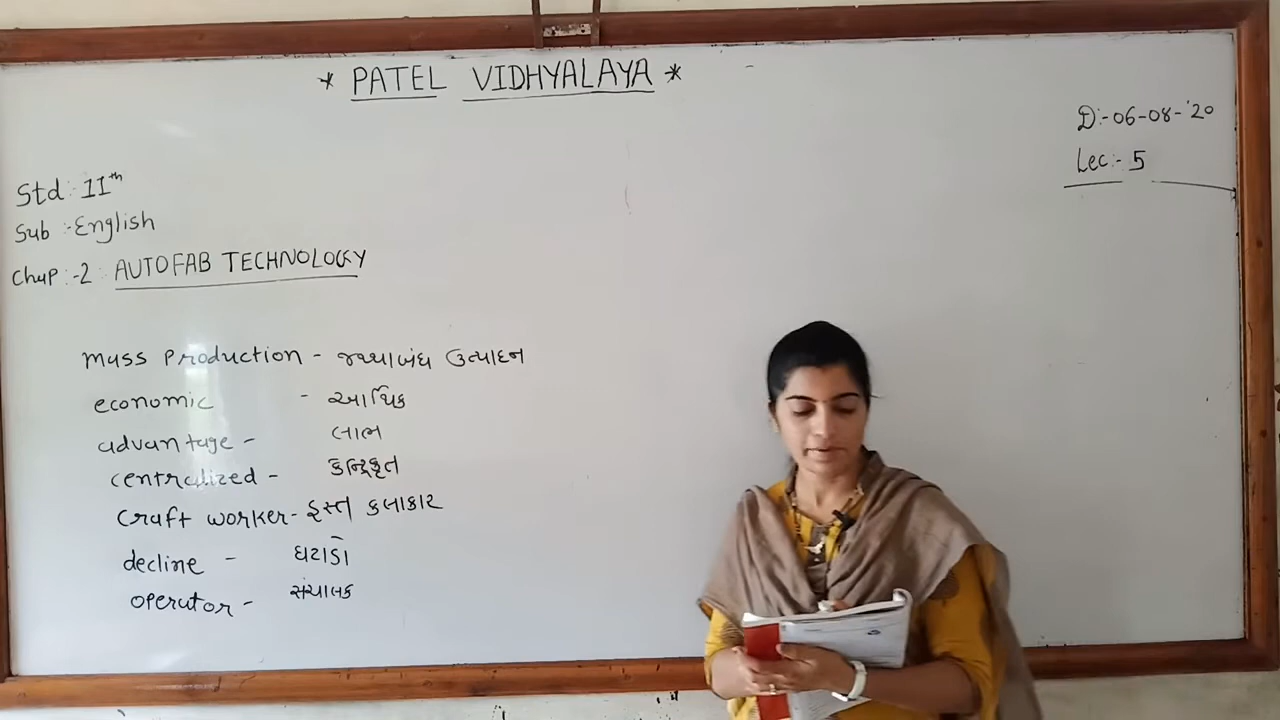 * PATEL VIDHYALAYA *
D:-06-08-'20
Lec:- 5
Std: 11th
Sub :-English
Chap :-2 : AUTOFAB TECHNOLOGY
Mass Production - જથ્થાબંધ ઉત્પાદન
economic - આર્થિક
advantage - લાભ
centralized - કેન્દ્રિકૃત
Craft worker - હસ્ત કલાકાર
decline - ઘટાડો
operator - સંચાલક